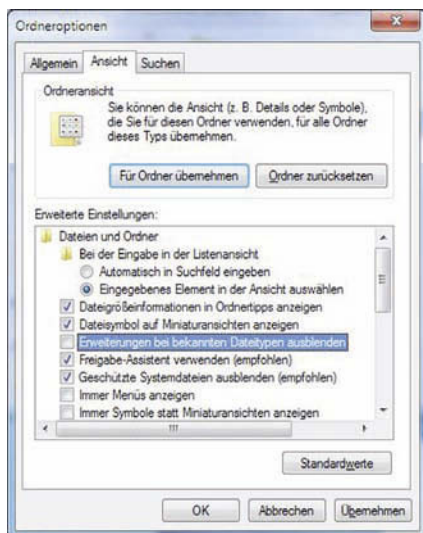 Ordneroptionen
Allgemein Ansicht Suchen
Ordneransicht
Sie können die Ansicht (z. B. Details oder Symbole),
die Sie für diesen Ordner verwenden, für alle Ordner
dieses Typs übernehmen.
Für Ordner übernehmen Ordner zurücksetzen
Erweiterte Einstellungen:
Dateien und Ordner
Bei der Eingabe in der Listenansicht
Automatisch in Suchfeld eingeben
Eingegebenes Element in der Ansicht auswählen
Dateigrößeinformationen in Ordnertipps anzeigen
Dateisymbol auf Miniaturansichten anzeigen
Erweiterungen bei bekannten Dateitypen ausblenden
Freigabe-Assistent verwenden (empfohlen)
Geschützte Systemdateien ausblenden (empfohlen)
Immer Menüs anzeigen
Immer Symbole statt Miniaturansichten anzeigen
Standardwerte
OK Abbrechen Übernehmen